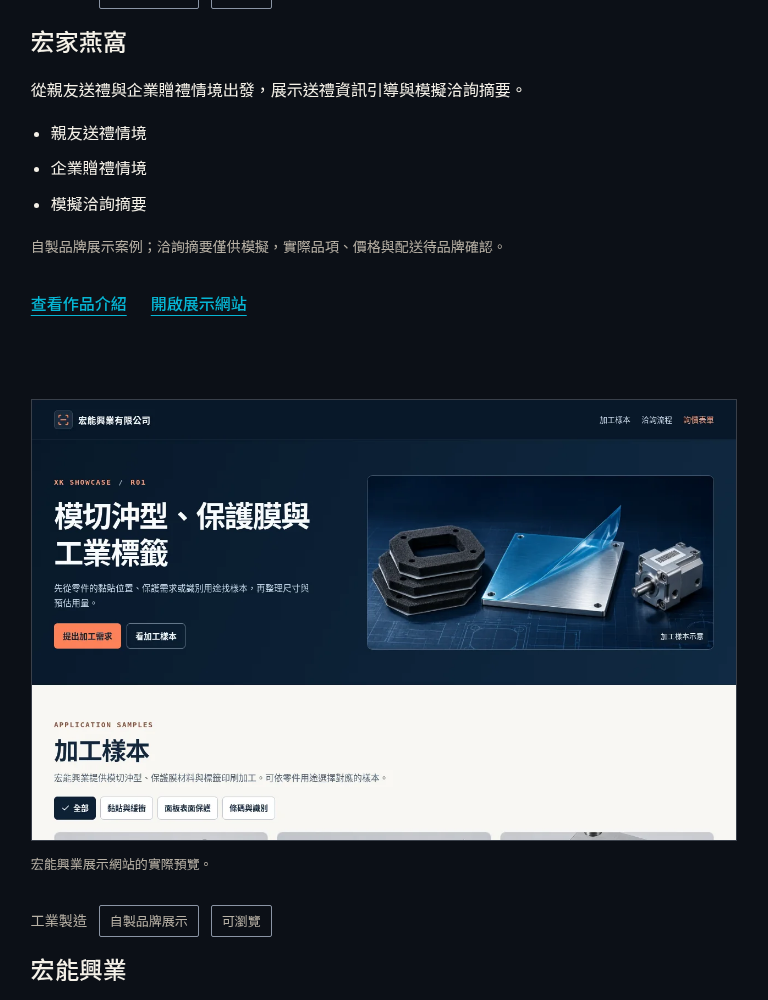 宏家燕窩
從親友送禮與企業贈禮情境出發，展示送禮資訊引導與模擬洽詢摘要。
親友送禮情境
企業贈禮情境
模擬洽詢摘要
自製品牌展示案例；洽詢摘要僅供模擬，實際品項、價格與配送待品牌確認。
查看作品介紹 開啟展示網站
宏能興業有限公司 加工樣本 洽詢流程 詢價表單
XK SHOWCASE / R01
模切沖型、保護膜與
工業標籤
先從零件的黏貼位置、保護需求或識別用途找樣本，再整理尺寸與
預估用量。
提出加工需求 看加工樣本
加工樣本示意
APPLICATION SAMPLES
加工樣本
宏能興業提供模切沖型、保護膜材料與標籤印刷加工。可依零件用途選擇對應的樣本。
全部 黏貼與緩衝 面板表面保護 條碼與識別
宏能興業展示網站的實際預覽。
工業製造 自製品牌展示 可瀏覽
宏能興業